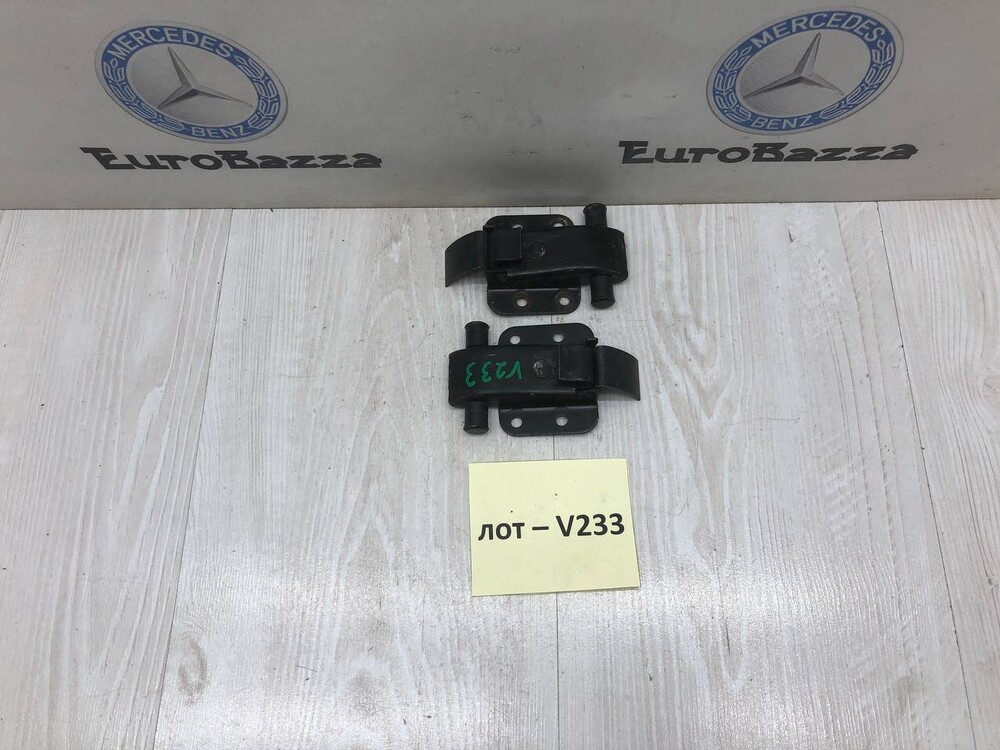 MERCEDES
BENZ
MERCEDES
BENZ
EuroBazza
EuroBazza
V233
лот – V233